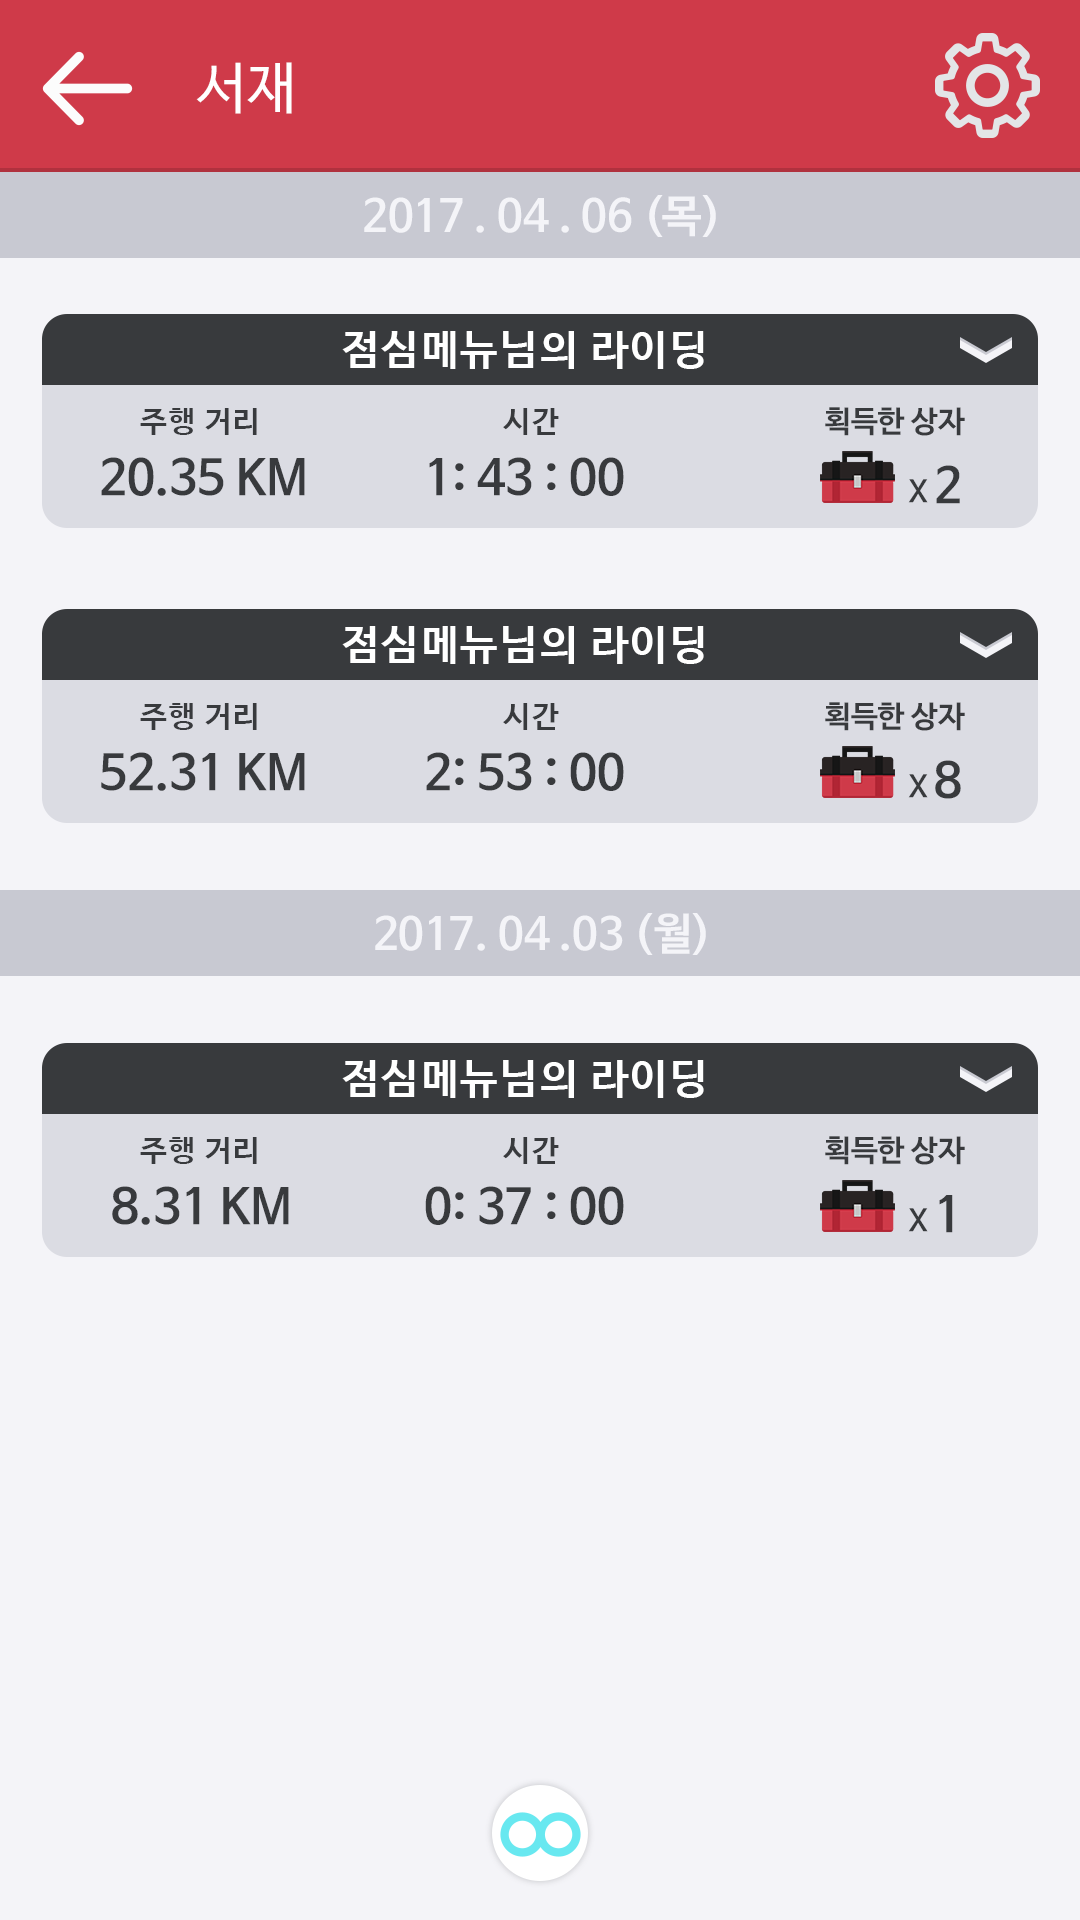 서재
2017 . 04 . 06 (목)
점심메뉴님의 라이딩
주행 거리 시간 획득한 상자
20.35 KM 1: 43 : 00 x 2
점심메뉴님의 라이딩
주행 거리 시간 획득한 상자
52.31 KM 2: 53 : 00 x 8
2017. 04 .03 (월)
점심메뉴님의 라이딩
주행 거리 시간 획득한 상자
8.31 KM 0: 37 : 00 x 1